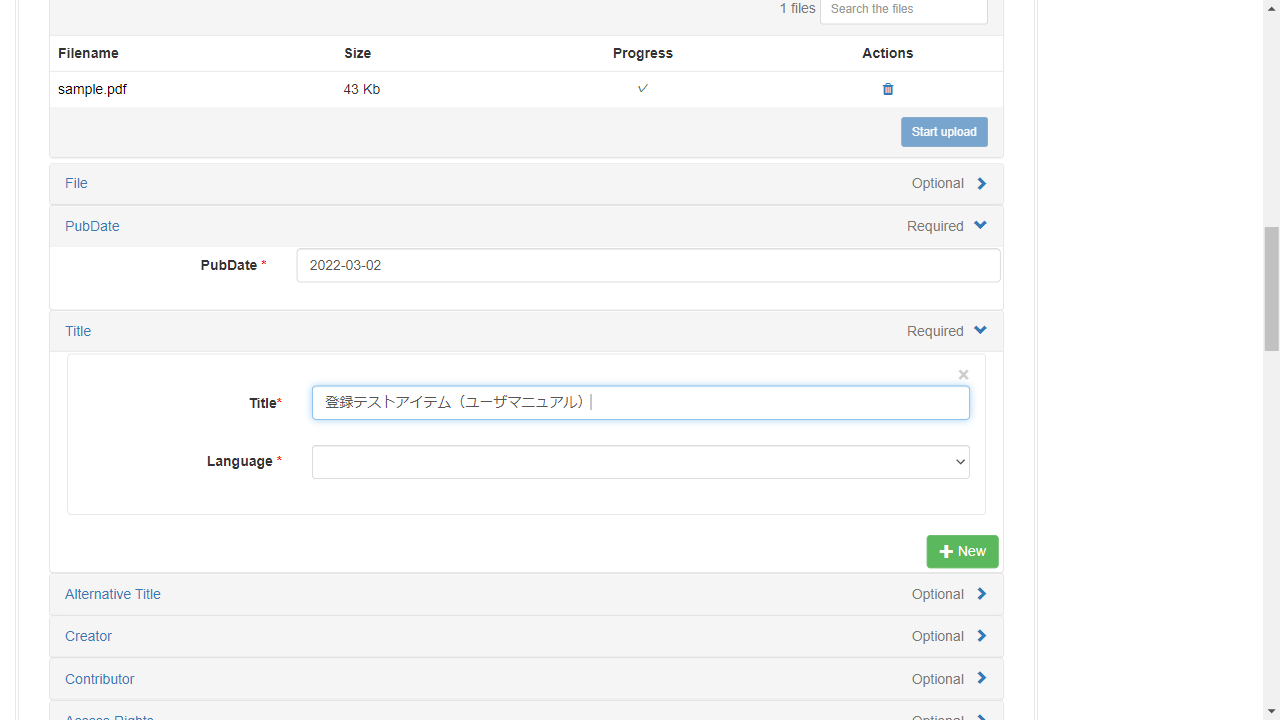 1 files Search the files
Filename Size Progress Actions
sample.pdf 43 Kb ✓
Start upload
File Optional
PubDate Required
PubDate * 2022-03-02
Title Required
×
Title* 登録テストアイテム（ユーザマニュアル）
Language *
New
Alternative Title Optional
Creator Optional
Contributor Optional
Access Rights Optional